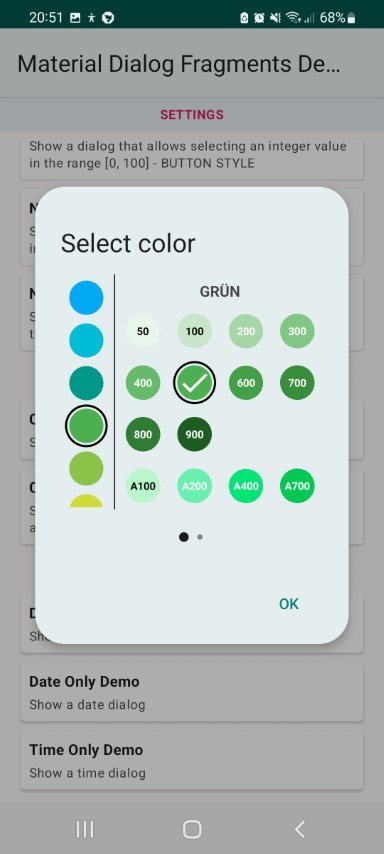 20:51
68%
Material Dialog Fragments De...
SETTINGS
Show a dialog that allows selecting an integer value
in the range [0, 100] - BUTTON STYLE
Select color
GRÜN
50 100 200 300
400 600 700
800 900
A100 A200 A400 A700
OK
Date Only Demo
Show a date dialog
Time Only Demo
Show a time dialog